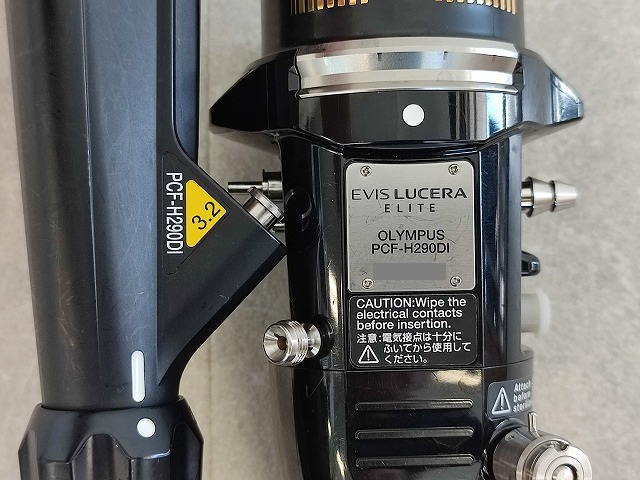 PCF-H290DI
3.2
EVIS LUCERA
ELITE
OLYMPUS
PCF-H290DI
CAUTION:Wipe the
electrical contacts
before insertion.
注意:電気接点は十分に
ふいてから使用して
ください。
Attach
before